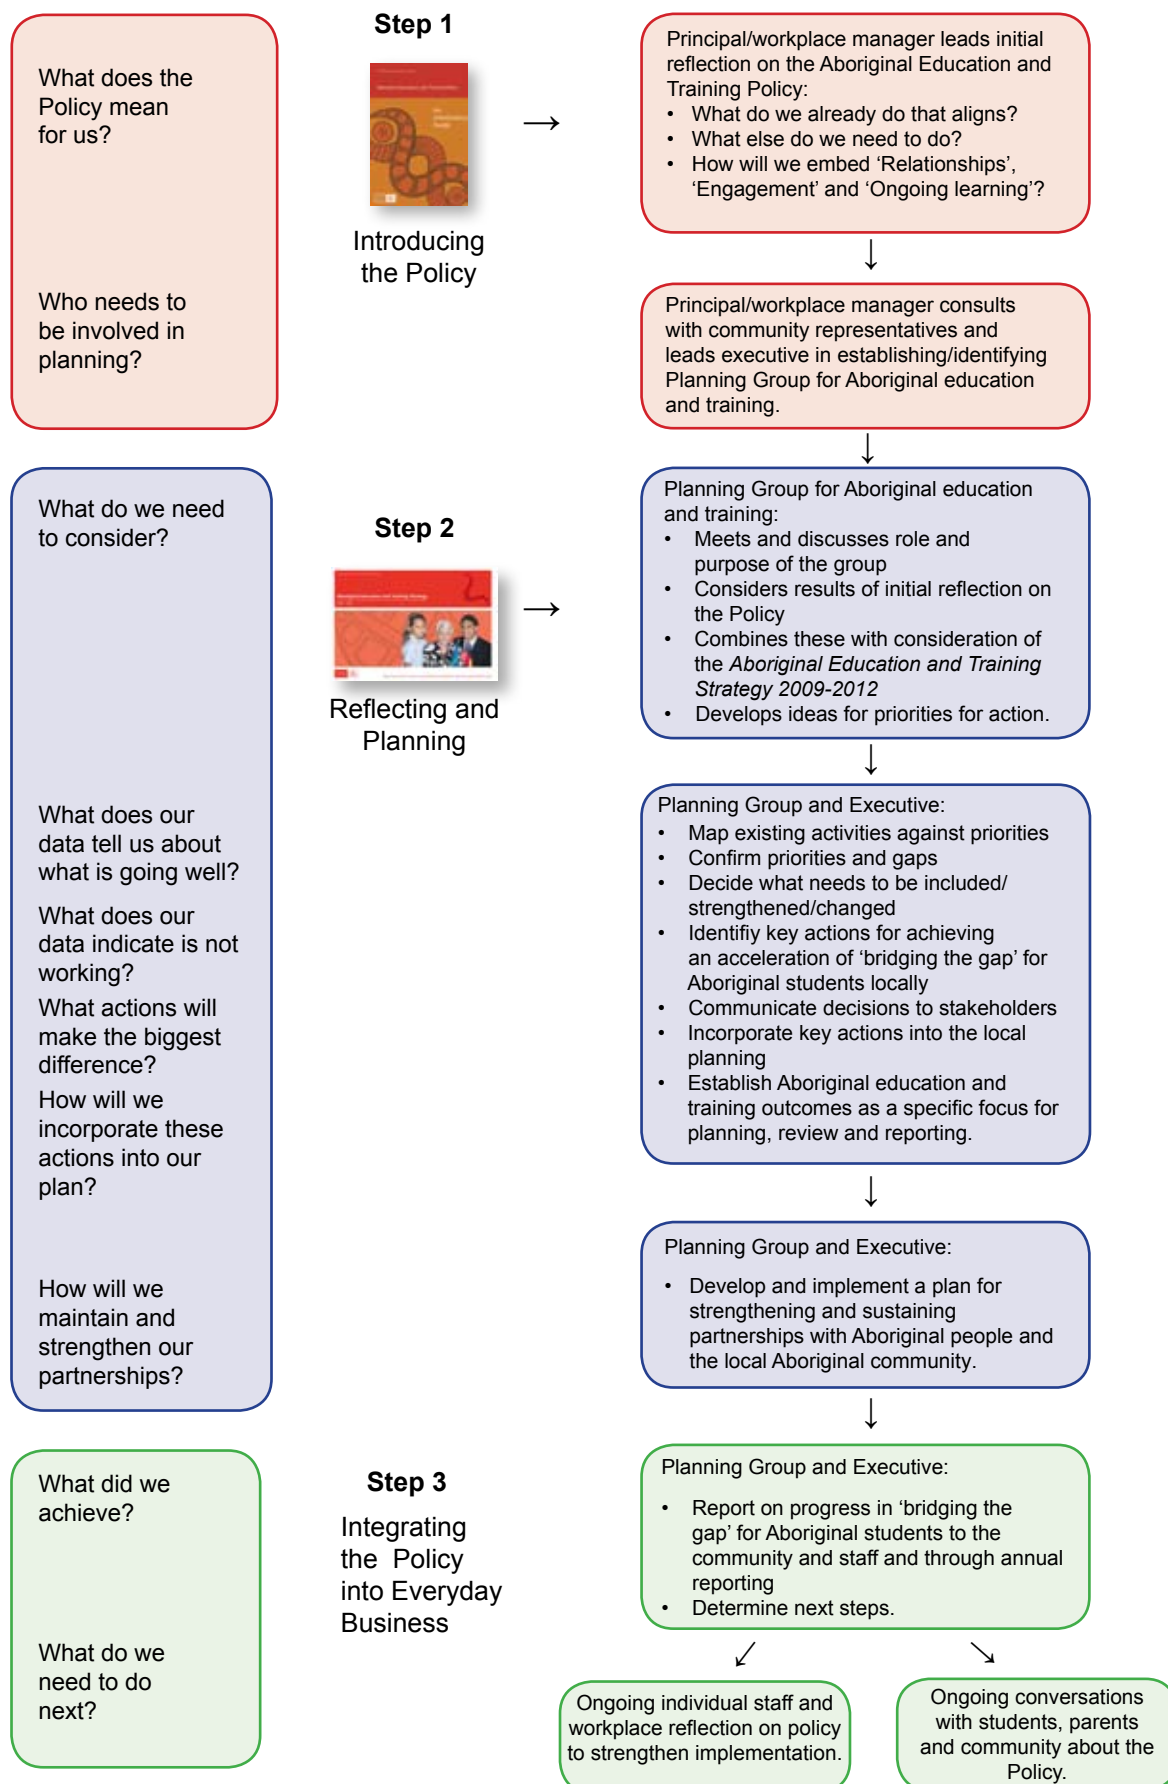 What does the
Policy mean
for us?
Who needs to
be involved in
planning?
Step 1
Introducing
the Policy
→
Principal/workplace manager leads initial
reflection on the Aboriginal Education and
Training Policy:
• What do we already do that aligns?
• What else do we need to do?
• How will we embed ‘Relationships’,
‘Engagement’ and ‘Ongoing learning’?
↓
Principal/workplace manager consults
with community representatives and
leads executive in establishing/identifying
Planning Group for Aboriginal education
and training.
↓
What do we need
to consider?
What does our
data tell us about
what is going well?
What does our
data indicate is not
working?
What actions will
make the biggest
difference?
How will we
incorporate these
actions into our
plan?
How will we
maintain and
strengthen our
partnerships?
Step 2
Reflecting and
Planning
→
Planning Group for Aboriginal education
and training:
• Meets and discusses role and
purpose of the group
• Considers results of initial reflection on
the Policy
• Combines these with consideration of
the Aboriginal Education and Training
Strategy 2009-2012
• Develops ideas for priorities for action.
↓
Planning Group and Executive:
• Map existing activities against priorities
• Confirm priorities and gaps
• Decide what needs to be included/
strengthened/changed
• Identifiy key actions for achieving
an acceleration of ‘bridging the gap’ for
Aboriginal students locally
• Communicate decisions to stakeholders
• Incorporate key actions into the local
planning
• Establish Aboriginal education and
training outcomes as a specific focus for
planning, review and reporting.
↓
Planning Group and Executive:
• Develop and implement a plan for
strengthening and sustaining
partnerships with Aboriginal people and
the local Aboriginal community.
↓
What did we
achieve?
What do we
need to do
next?
Step 3
Integrating
the Policy
into Everyday
Business
Planning Group and Executive:
• Report on progress in ‘bridging the
gap’ for Aboriginal students to the
community and staff and through annual
reporting
• Determine next steps.
↙ ↘
Ongoing individual staff and
workplace reflection on policy
to strengthen implementation.
Ongoing conversations
with students, parents
and community about the
Policy.